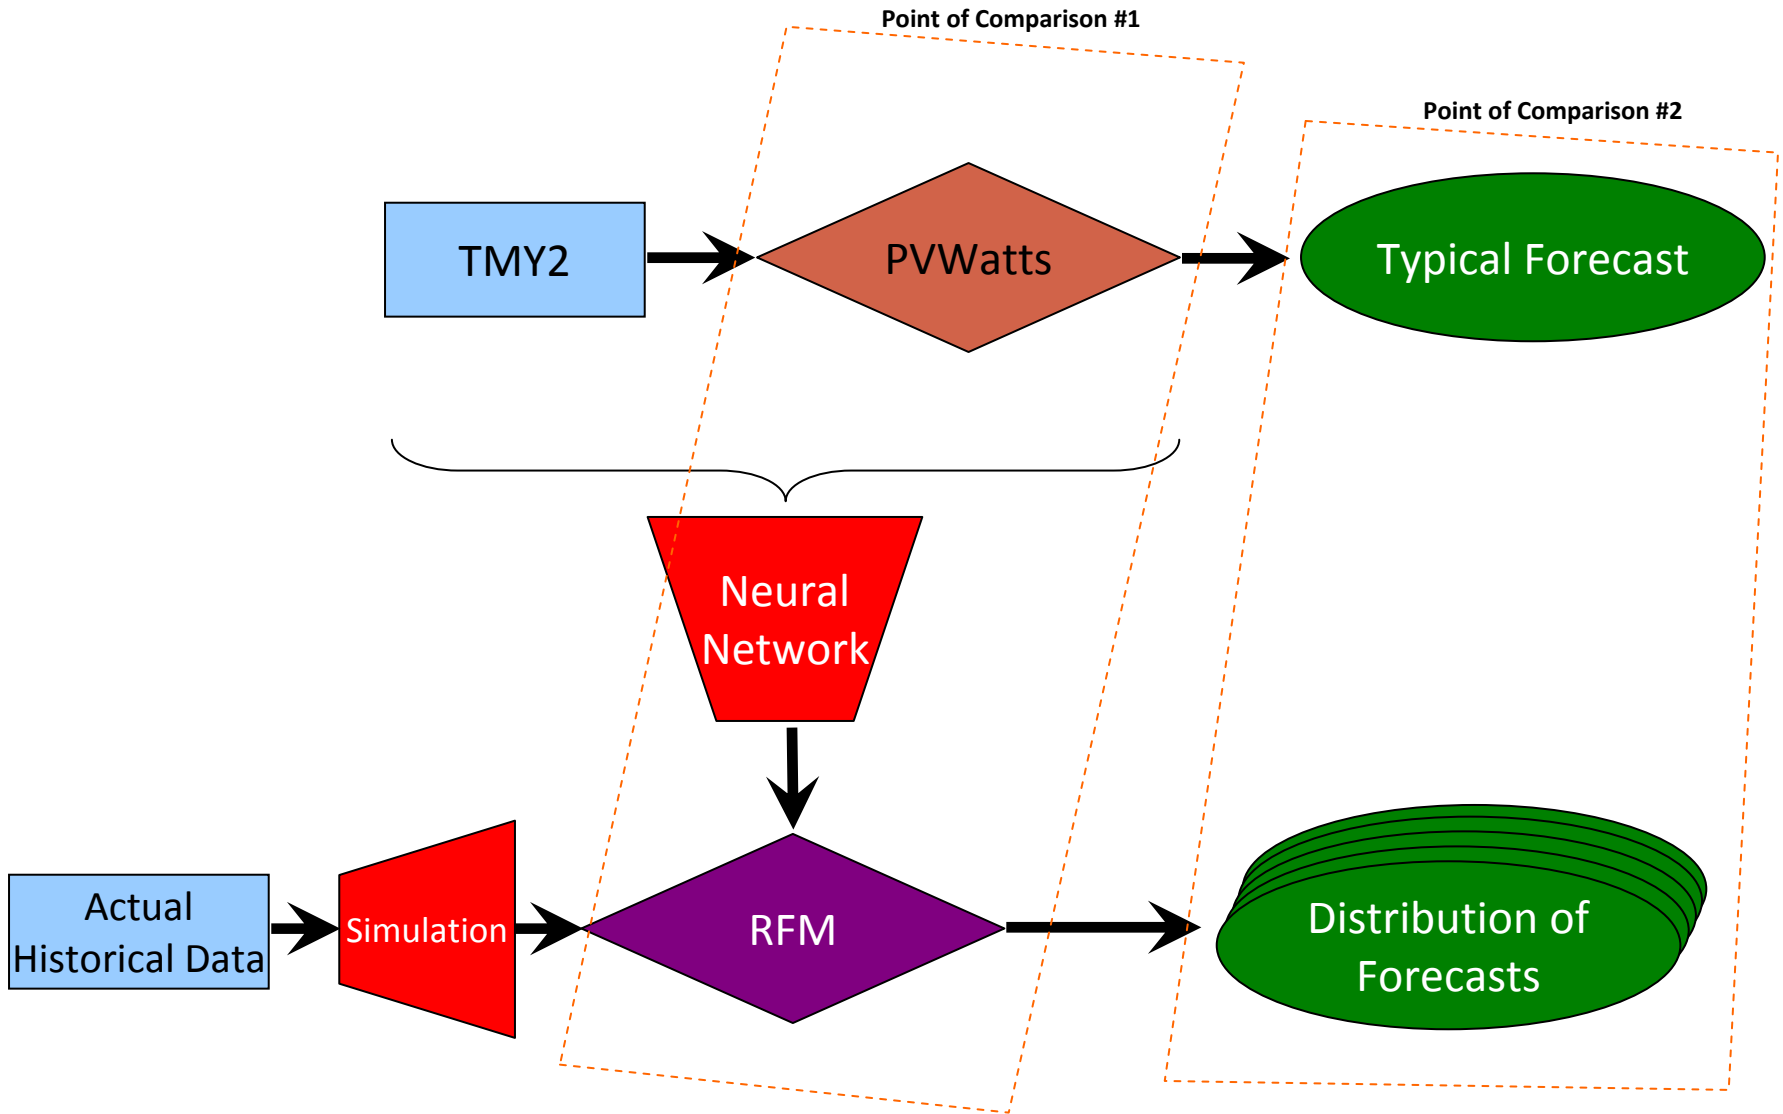 Point of Comparison #1
Point of Comparison #2
TMY2
PVWatts
Typical Forecast
Neural
Network
Actual
Historical Data
Simulation
RFM
Distribution of
Forecasts